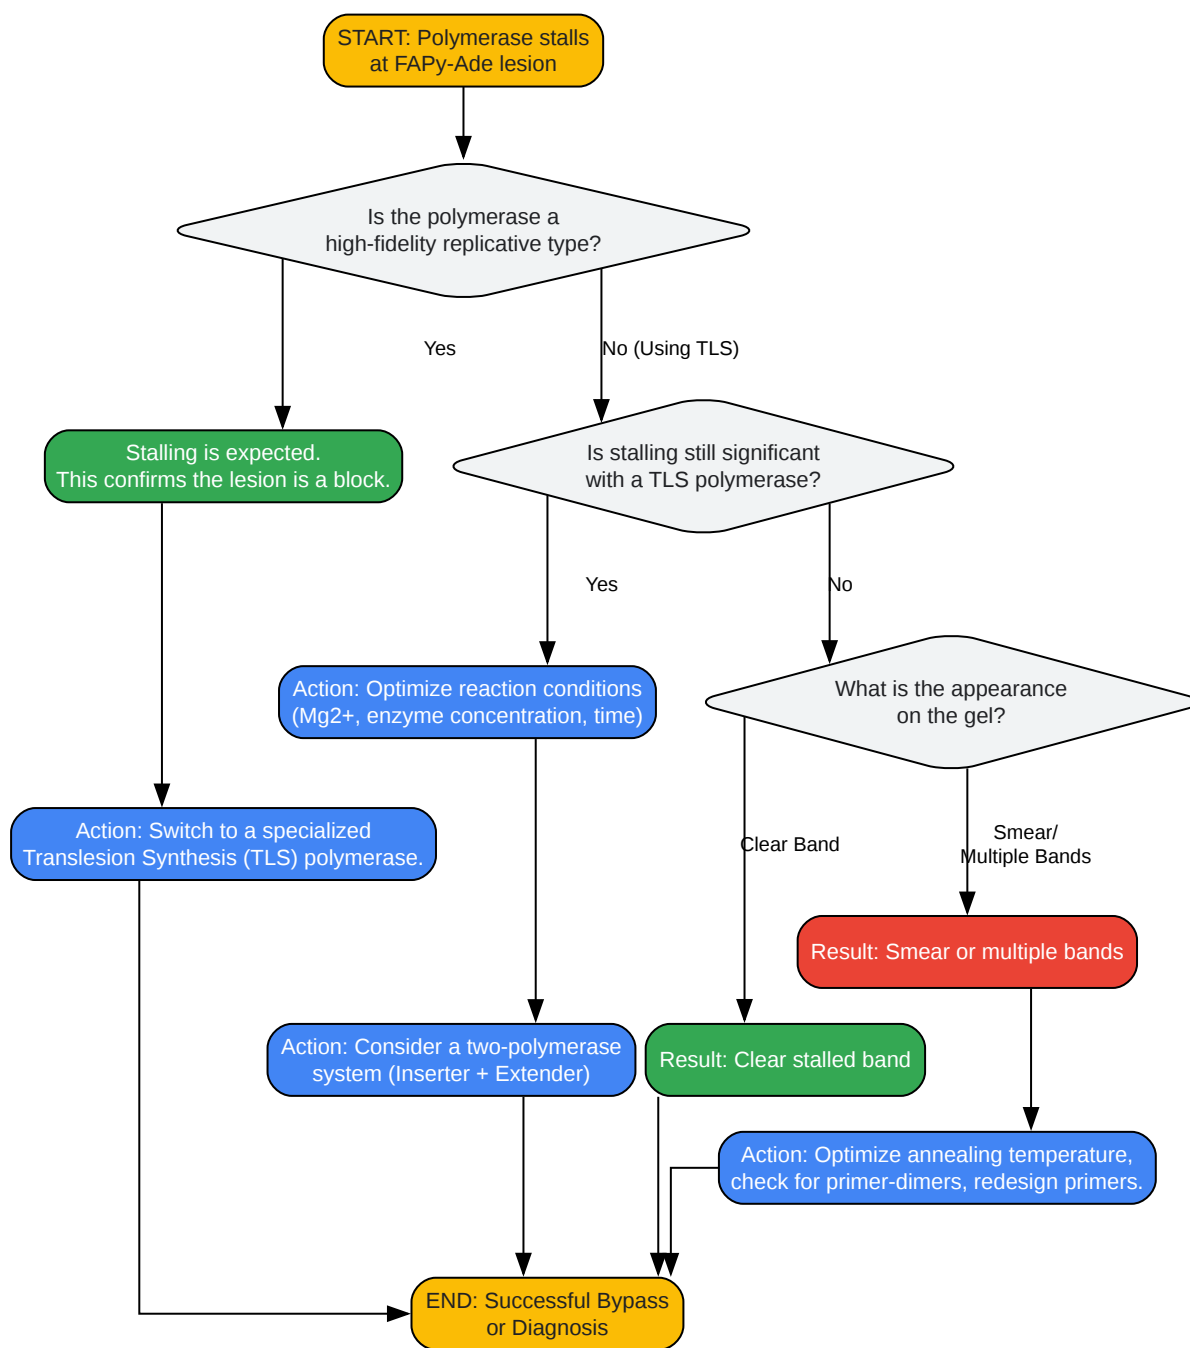 START: Polymerase stalls
at FAPy-Ade lesion
Is the polymerase a
high-fidelity replicative type?
Yes
No (Using TLS)
Stalling is expected.
This confirms the lesion is a block.
Is stalling still significant
with a TLS polymerase?
Yes
No
Action: Optimize reaction conditions
(Mg2+, enzyme concentration, time)
What is the appearance
on the gel?
Action: Switch to a specialized
Translesion Synthesis (TLS) polymerase.
Clear Band
Smear/
Multiple Bands
Result: Smear or multiple bands
Action: Consider a two-polymerase
system (Inserter + Extender)
Result: Clear stalled band
Action: Optimize annealing temperature,
check for primer-dimers, redesign primers.
END: Successful Bypass
or Diagnosis